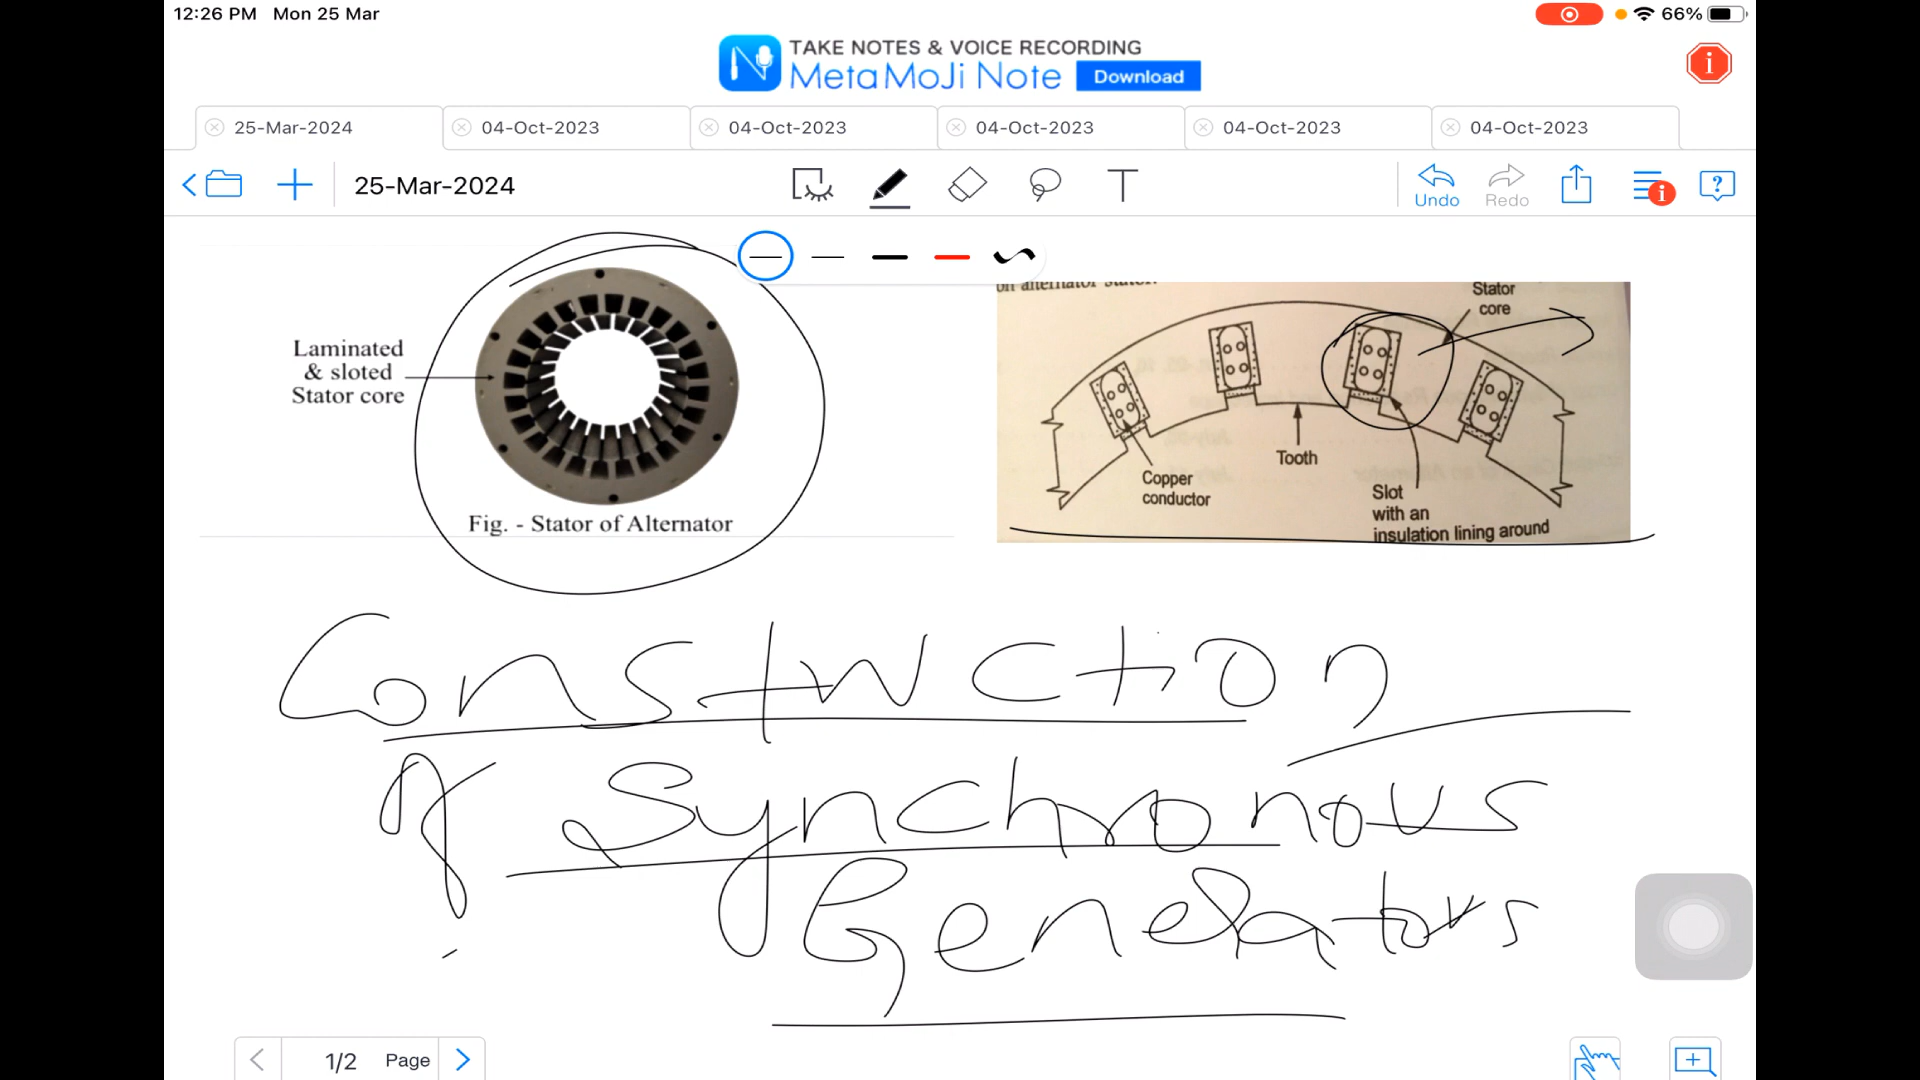 12:26 PM Mon 25 Mar
66%
TAKE NOTES & VOICE RECORDING
MetaMoJi Note Download
25-Mar-2024 04-Oct-2023 04-Oct-2023 04-Oct-2023 04-Oct-2023 04-Oct-2023
25-Mar-2024
Undo Redo
Laminated
& sloted
Stator core
Fig. - Stator of Alternator
on alternator stator.
Stator
core
Tooth
Copper
conductor
Slot
with an
insulation lining around
Construction
of Synchronous
Generators
1/2 Page